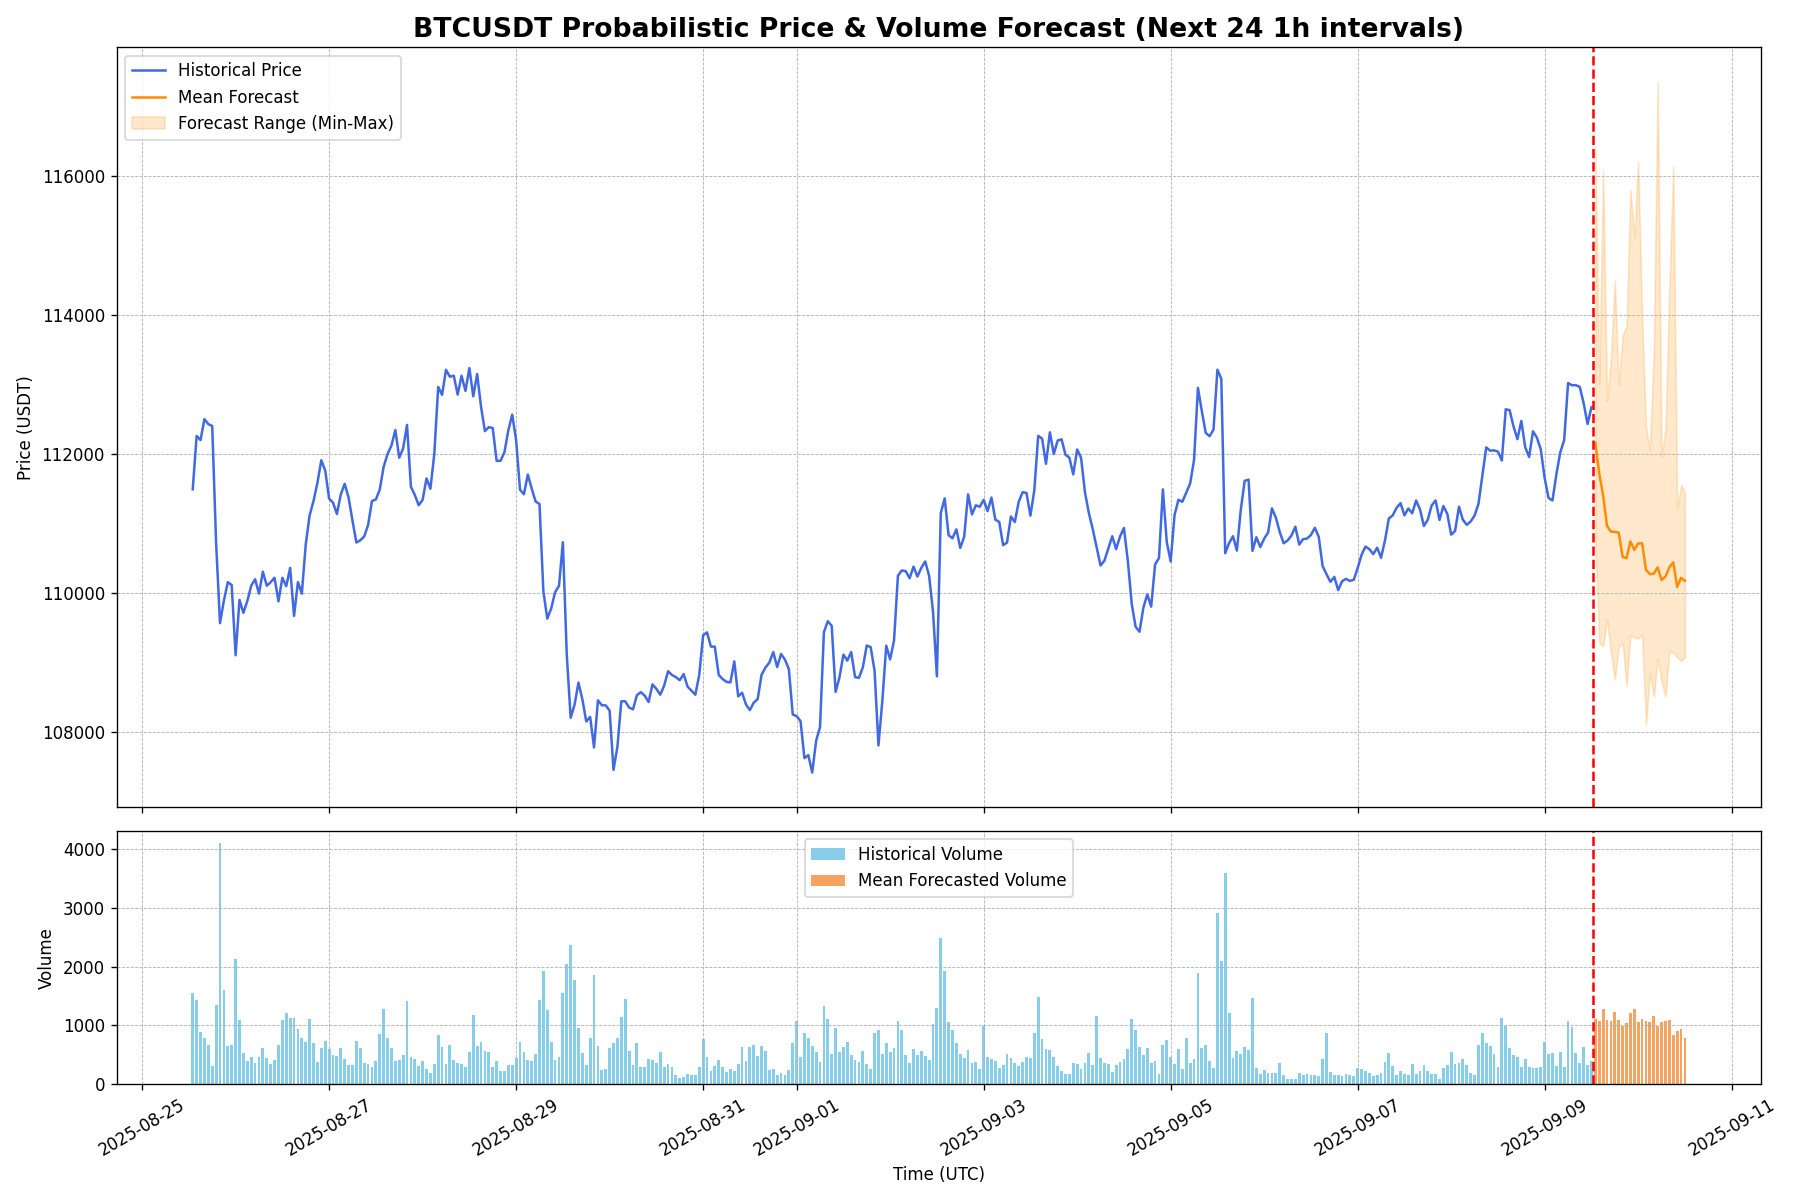 BTCUSDT Probabilistic Price & Volume Forecast (Next 24 1h intervals)
Historical Price
Mean Forecast
Forecast Range (Min-Max)
Price (USDT)
116000
114000
112000
110000
108000
Historical Volume
Mean Forecasted Volume
Volume
4000
3000
2000
1000
0
2025-08-25
2025-08-27
2025-08-29
2025-08-31
2025-09-01
2025-09-03
2025-09-05
2025-09-07
2025-09-09
2025-09-11
Time (UTC)